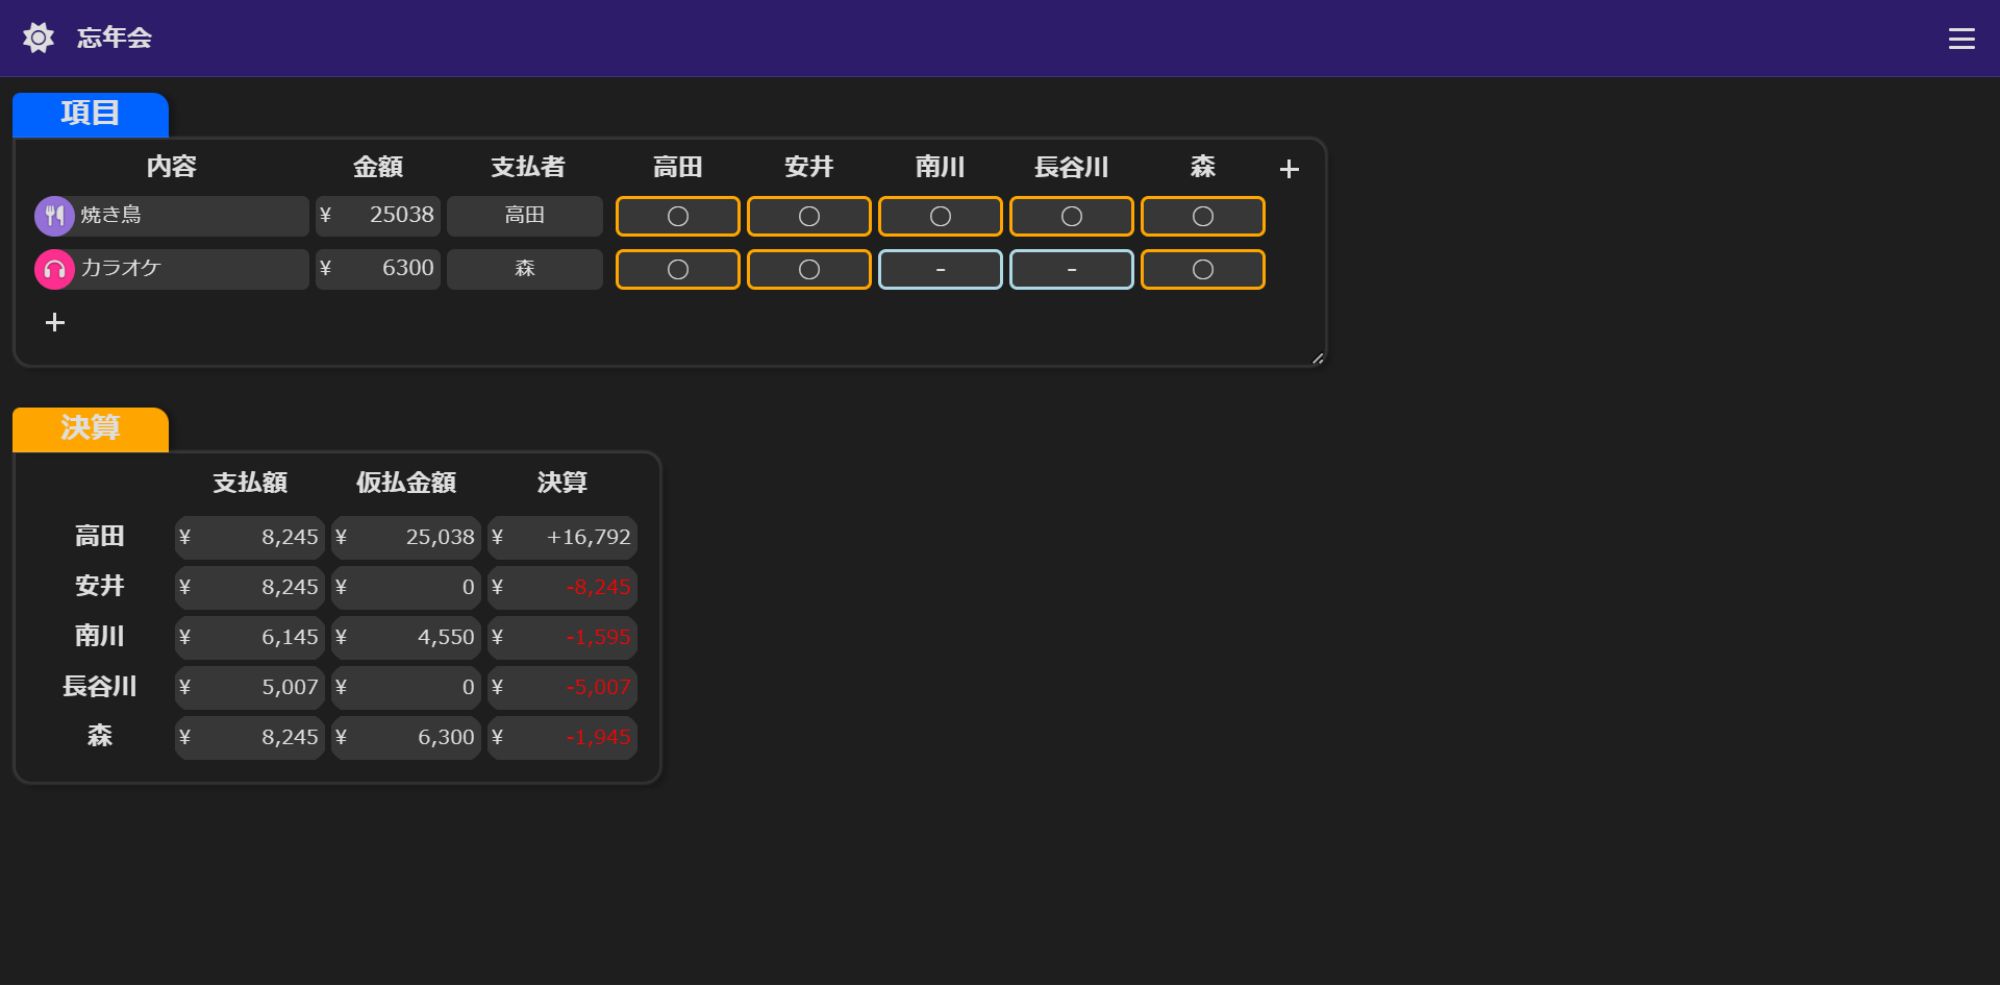 忘年会
項目
内容 金額 支払者 高田 安井 南川 長谷川 森 +
焼き鳥 ¥ 25038 高田 ○ ○ ○ ○ ○
カラオケ ¥ 6300 森 ○ ○ - - ○
+
決算
支払額 仮払金額 決算
高田 ¥ 8,245 ¥ 25,038 ¥ +16,792
安井 ¥ 8,245 ¥ 0 ¥ -8,245
南川 ¥ 6,145 ¥ 4,550 ¥ -1,595
長谷川 ¥ 5,007 ¥ 0 ¥ -5,007
森 ¥ 8,245 ¥ 6,300 ¥ -1,945